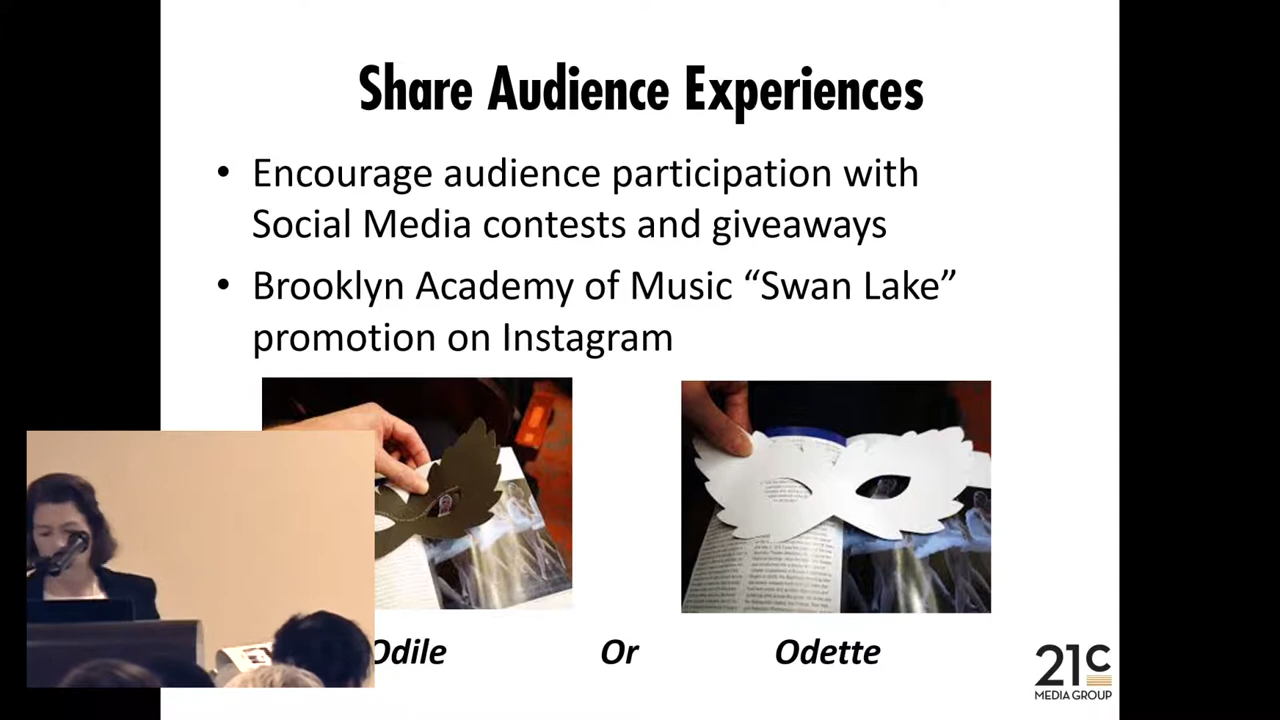 Share Audience Experiences
• Encourage audience participation with
Social Media contests and giveaways
• Brooklyn Academy of Music “Swan Lake”
promotion on Instagram
Odile Or Odette
21c
MEDIA GROUP